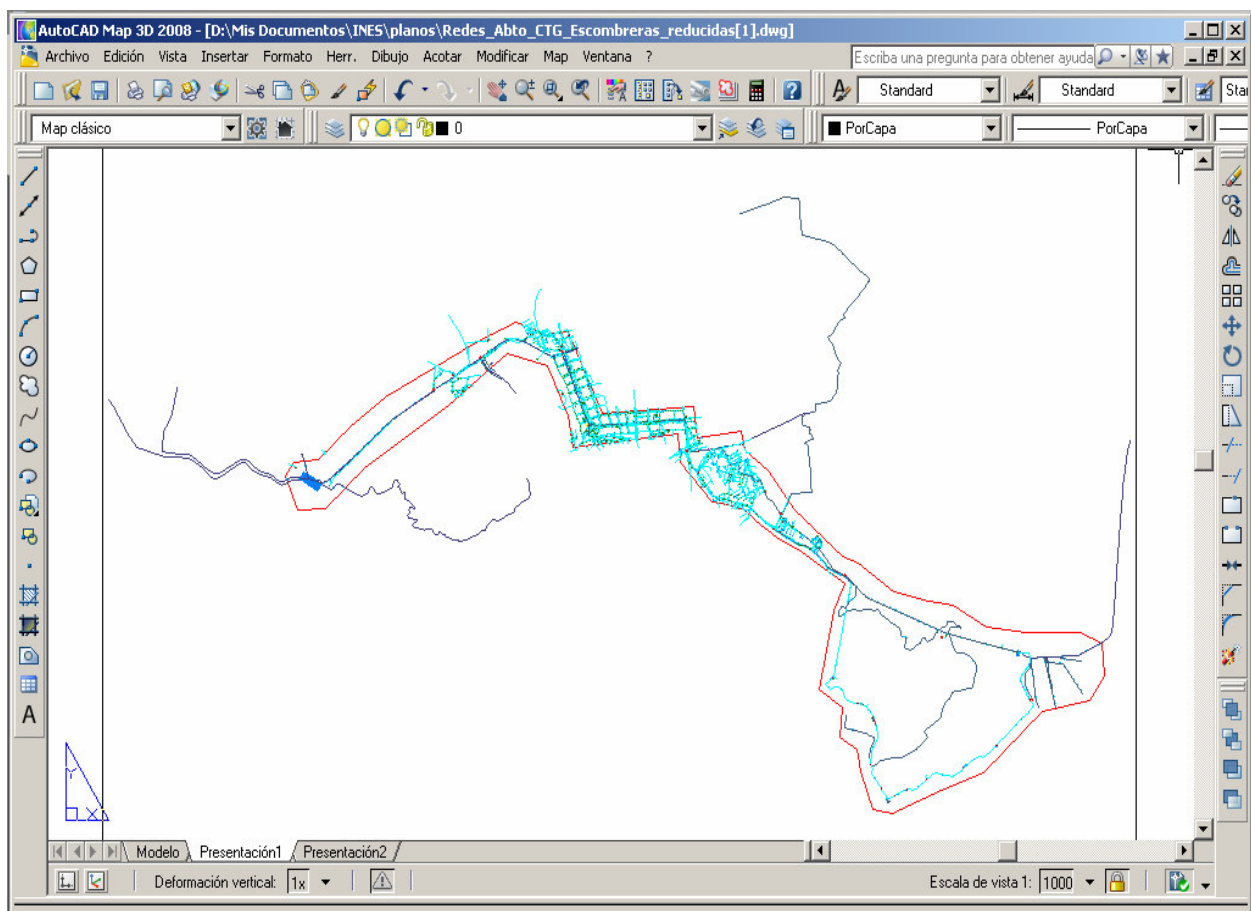 AutoCAD Map 3D 2008 - [D:\Mis Documentos\INES\planos\Redes_Abto_CTG_Escombreras_reducidas[1].dwg]
Archivo Edición Vista Insertar Formato Herr. Dibujo Acotar Modificar Map Ventana ? Escriba una pregunta para obtener ayuda
Standard Standard Sta
Map clásico 0 PorCapa PorCapa
A
Y
X
Modelo Presentación1 Presentación2
Deformación vertical: 1x Escala de vista 1: 1000